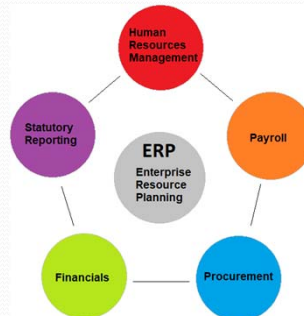 Human
Resources
Management
Statutory
Reporting
Payroll
ERP
Enterprise
Resource
Planning
Financials
Procurement